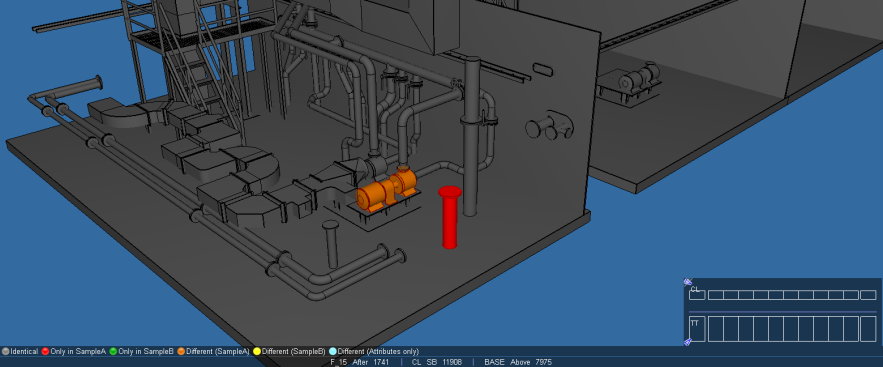 CL
TT
Identical Only in SampleA Only in SampleB Different (SampleA) Different (SampleB) Different (Attributes only)
F_15 After 1741 | CL SB 11908 | BASE Above 7975